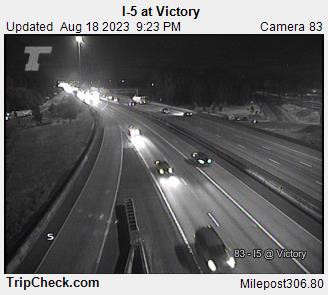 I-5 at Victory
Updated Aug 18 2023 9:23 PM Camera 83
T
S
83 - I5 @ Victory
TripCheck.com Milepost306.80